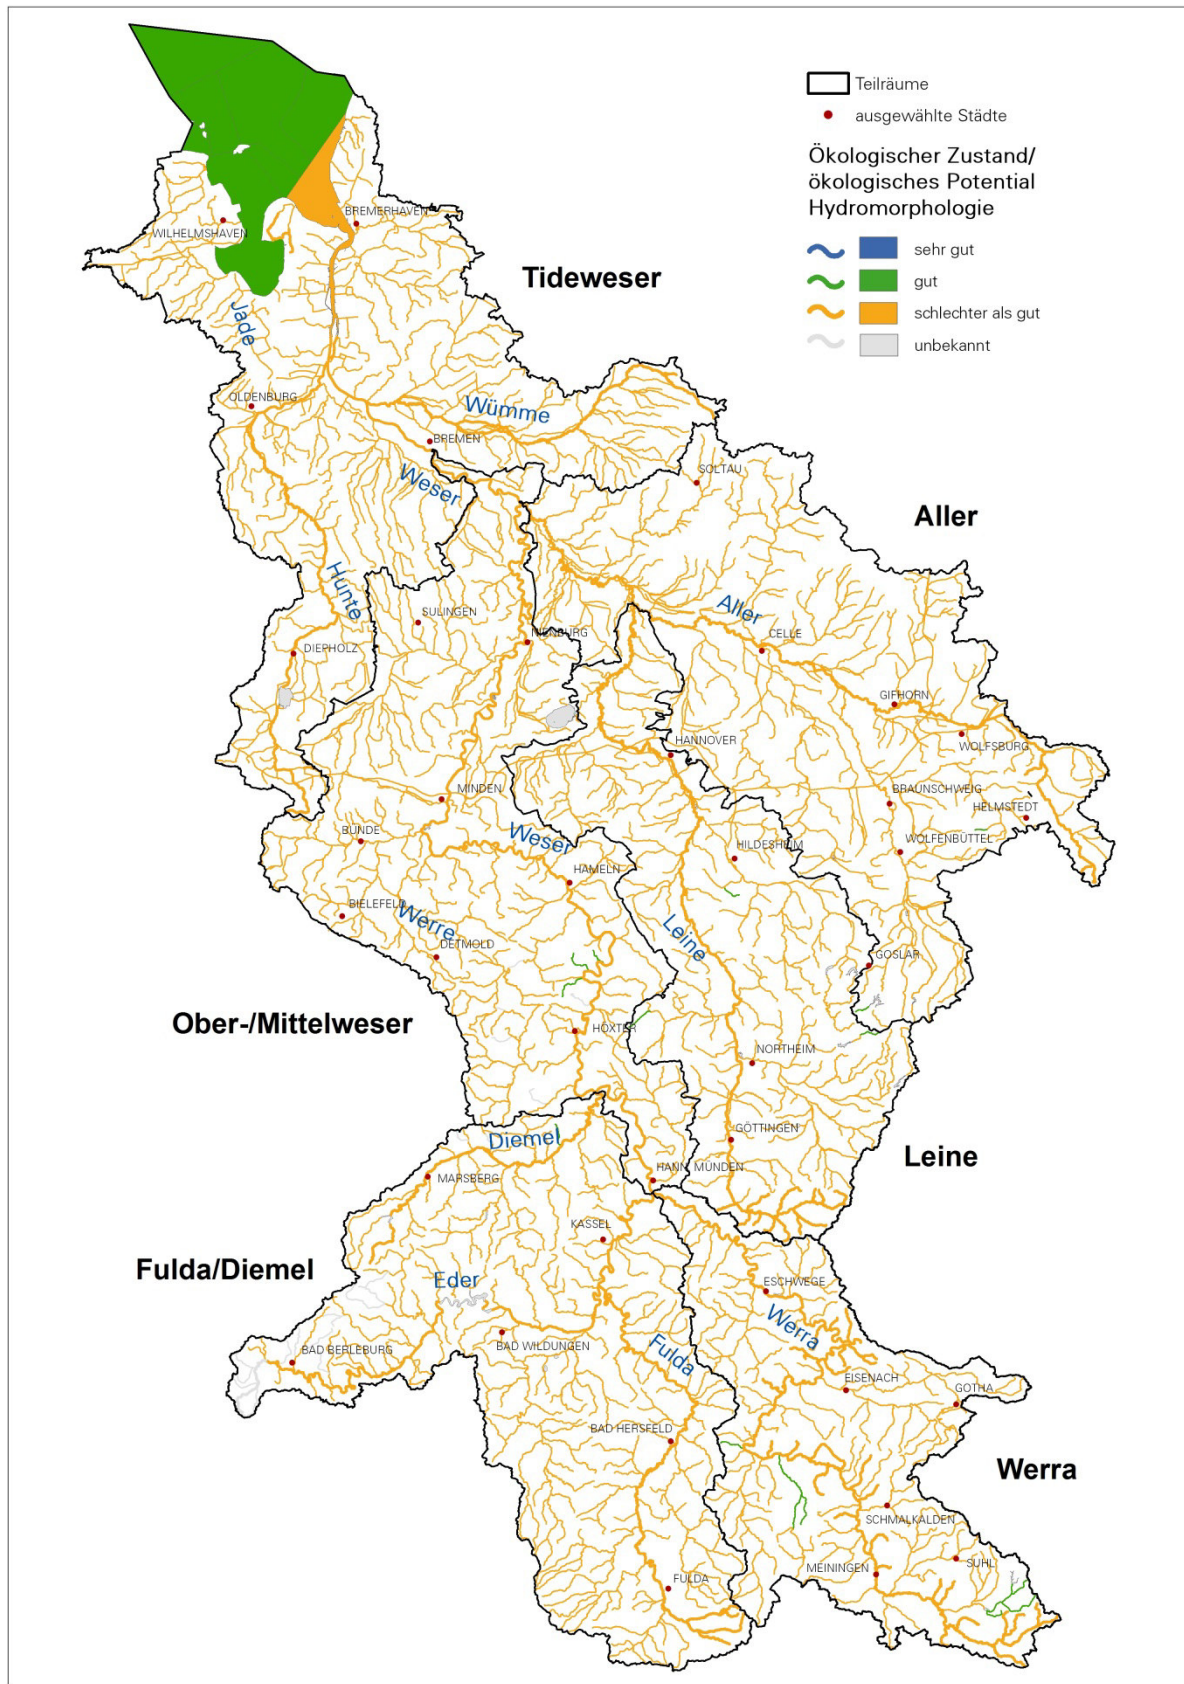 Teilräume
ausgewählte Städte
Ökologischer Zustand/
ökologisches Potential
Hydromorphologie
sehr gut
gut
schlechter als gut
unbekannt
BREMERHAVEN
WILHELMSHAVEN
Tideweser
Jade
OLDENBURG
Wümme
BREMEN
Weser
SOLTAU
Aller
Hunte
Aller
SULINGEN
NIENBURG
CELLE
DIEPHOLZ
GIFHORN
HANNOVER
WOLFSBURG
MINDEN
BRAUNSCHWEIG
HELMSTEDT
BÜNDE
Weser
HILDESHEIM
WOLFENBÜTTEL
HAMELN
BIELEFELD
Werre
Leine
DETMOLD
GOSLAR
Ober-/Mittelweser
HÖXTER
NORTHEIM
GÖTTINGEN
Diemel
Leine
MARSBERG
HANN. MÜNDEN
KASSEL
Fulda/Diemel
Eder
ESCHWEGE
Werra
BAD BERLEBURG
BAD WILDUNGEN
Fulda
EISENACH
GOTHA
BAD HERSFELD
Werra
SCHMALKALDEN
SUHL
MEININGEN
FULDA